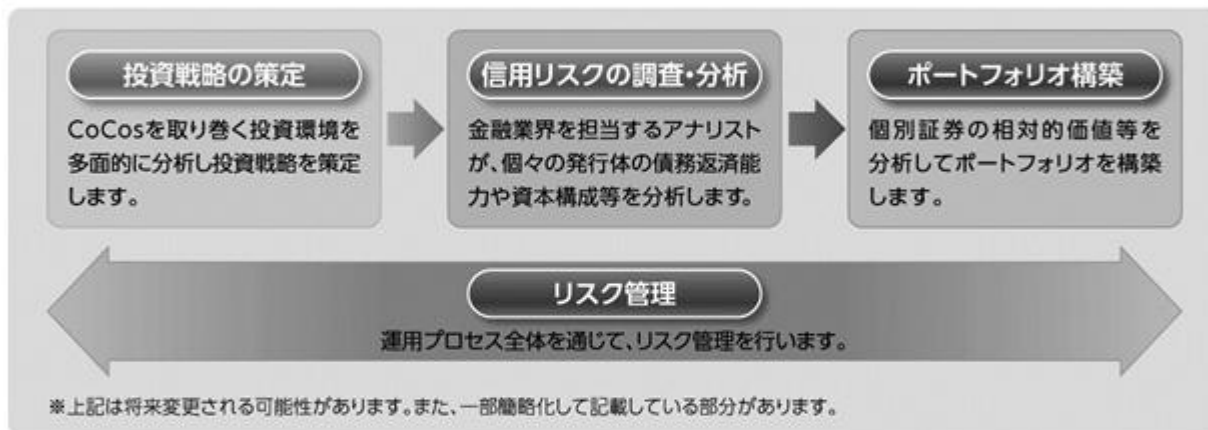 投資戦略の策定
CoCosを取り巻く投資環境を
多面的に分析し投資戦略を策定
します。
信用リスクの調査・分析
金融業界を担当するアナリスト
が、個々の発行体の債務返済能
力や資本構成等を分析します。
ポートフォリオ構築
個別証券の相対的価値等を
分析してポートフォリオを構築
します。
リスク管理
運用プロセス全体を通じて、リスク管理を行います。
※上記は将来変更される可能性があります。また、一部簡略化して記載している部分があります。